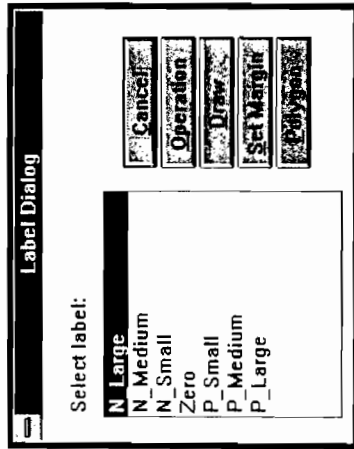 Label Dialog
Select label:
N_Large
N_Medium
N_Small
Zero
P_Small
P_Medium
P_Large
Cancel
Operation
Draw
Set Margin
Polygon